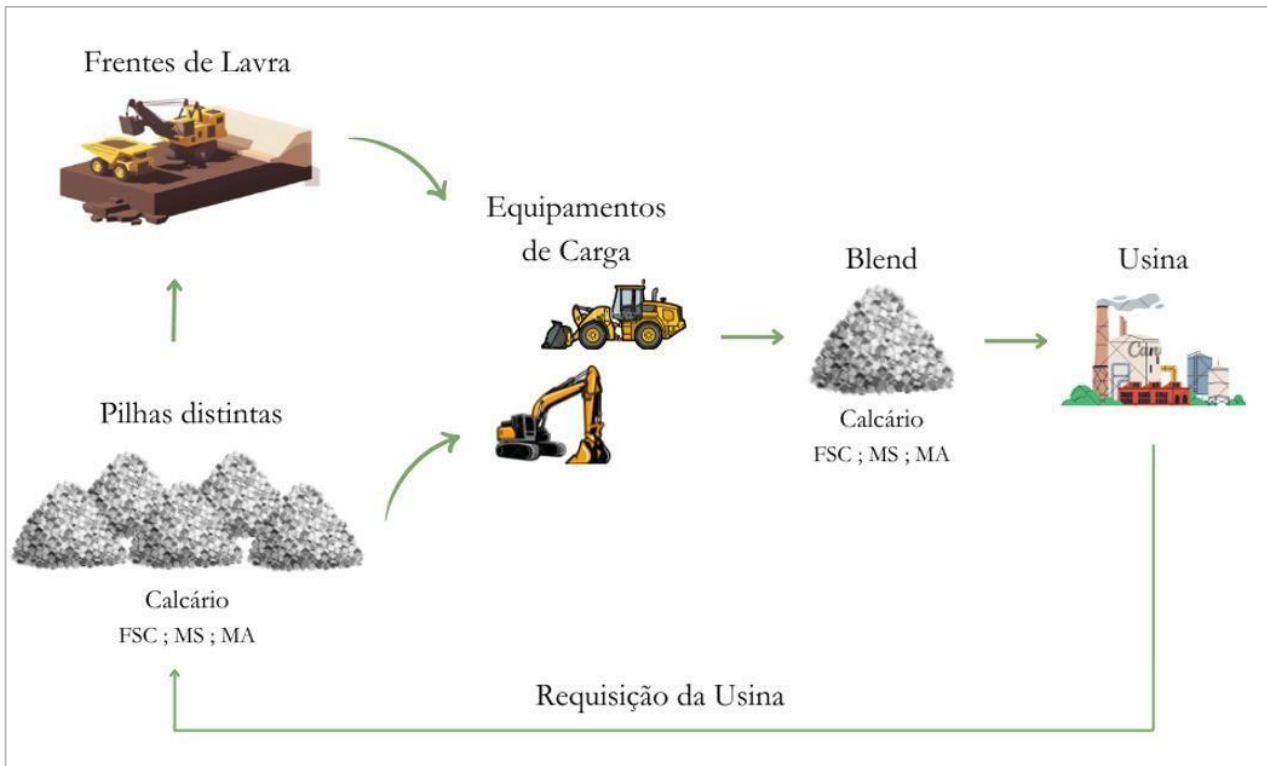 Frentes de Lavra
Equipamentos
de Carga
Blend
Usina
Pilhas distintas
Calcário
FSC ; MS ; MA
Calcário
FSC ; MS ; MA
Requisição da Usina